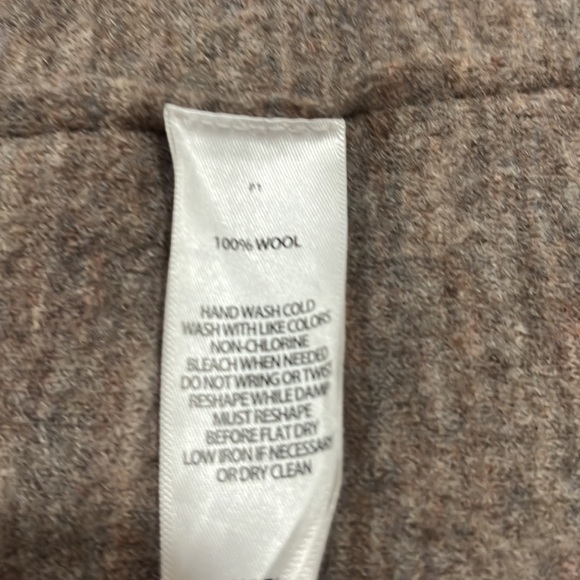 100% WOOL
HAND WASH COLD
WASH WITH LIKE COLORS
NON-CHLORINE
BLEACH WHEN NEEDED
DO NOT WRING OR TWIST
RESHAPE WHILE DAMP
MUST RESHAPE
BEFORE FLAT DRY
LOW IRON IF NECESSARY
OR DRY CLEAN